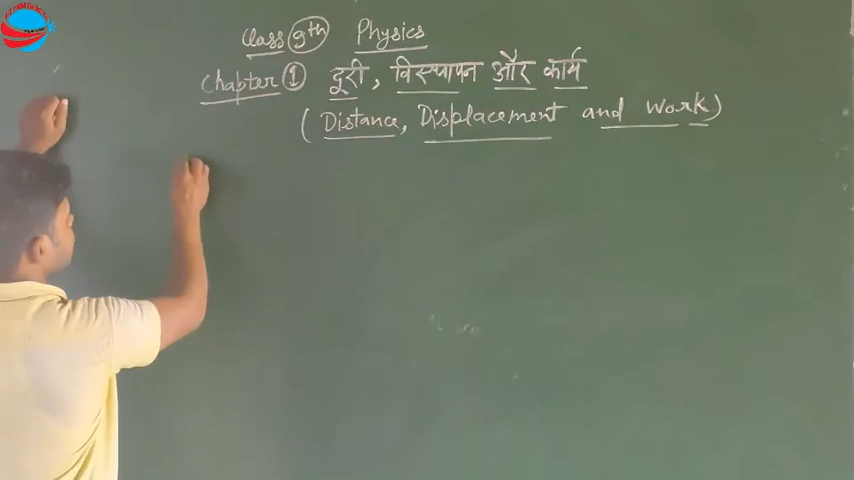 Class 9th Physics
Chapter 1 दूरी, विस्थापन और कार्य
(Distance, Displacement and work)